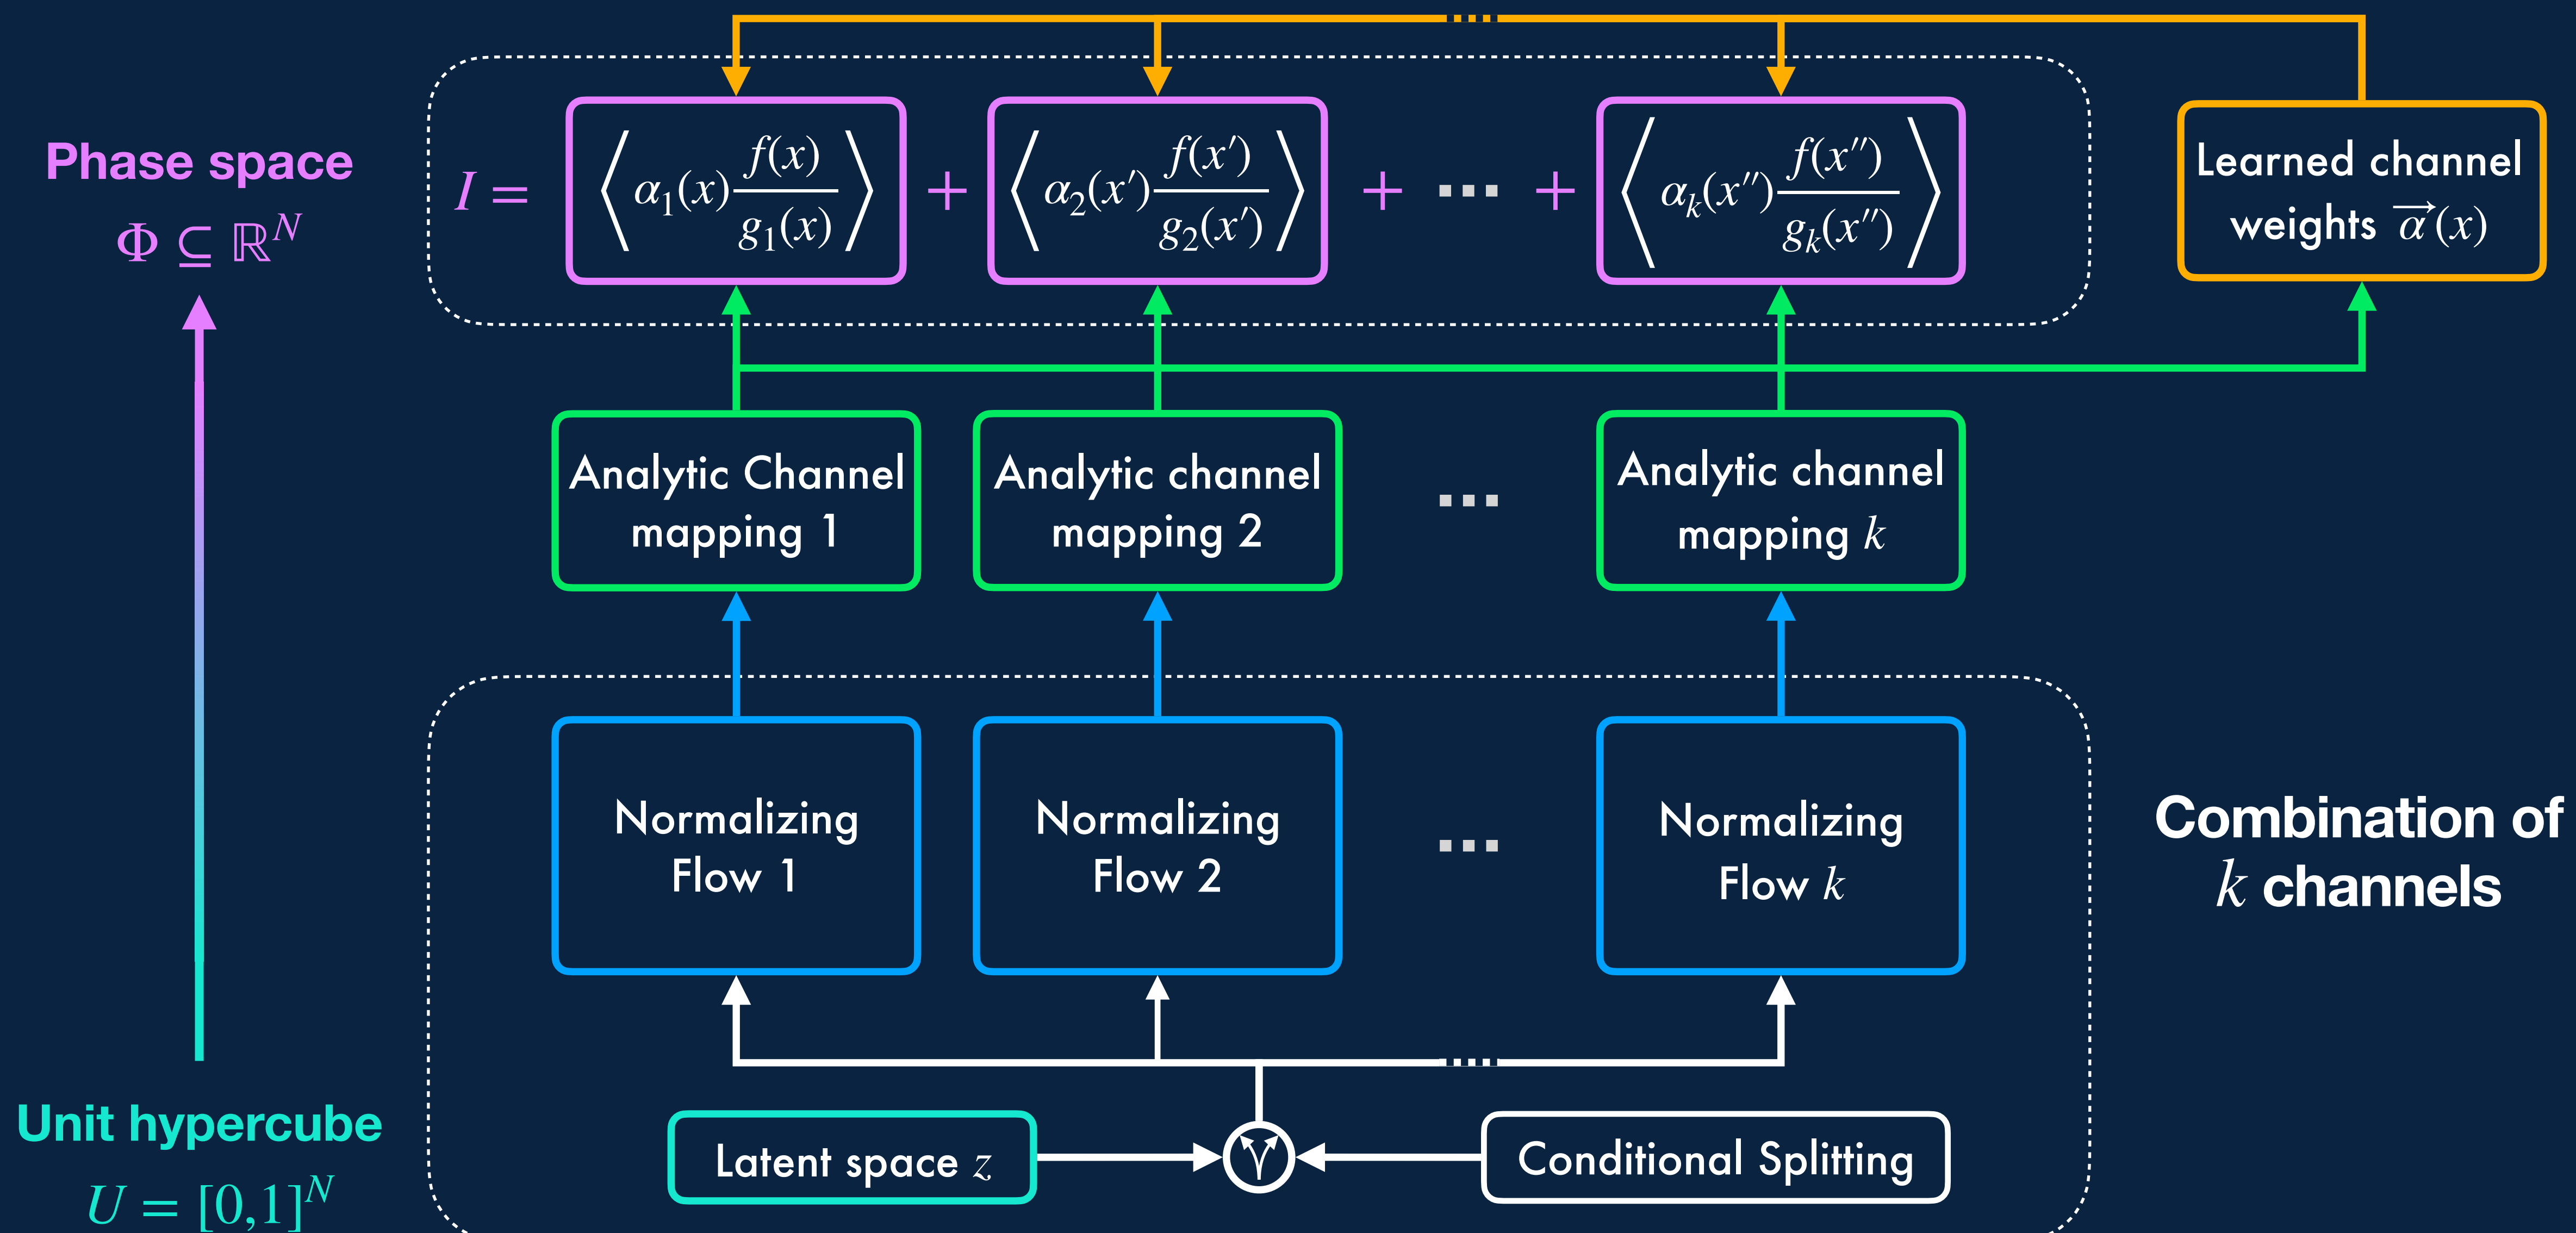 Phase space
Φ ⊆ ℝ^N
I = ⟨α₁(x) f(x)/g₁(x)⟩ + ⟨α₂(x′) f(x′)/g₂(x′)⟩ + ··· + ⟨αₖ(x″) f(x″)/gₖ(x″)⟩
Learned channel
weights α⃗(x)
Analytic Channel
mapping 1
Analytic channel
mapping 2
···
Analytic channel
mapping k
Normalizing
Flow 1
Normalizing
Flow 2
···
Normalizing
Flow k
Combination of
k channels
Unit hypercube
U = [0,1]^N
Latent space z
Conditional Splitting